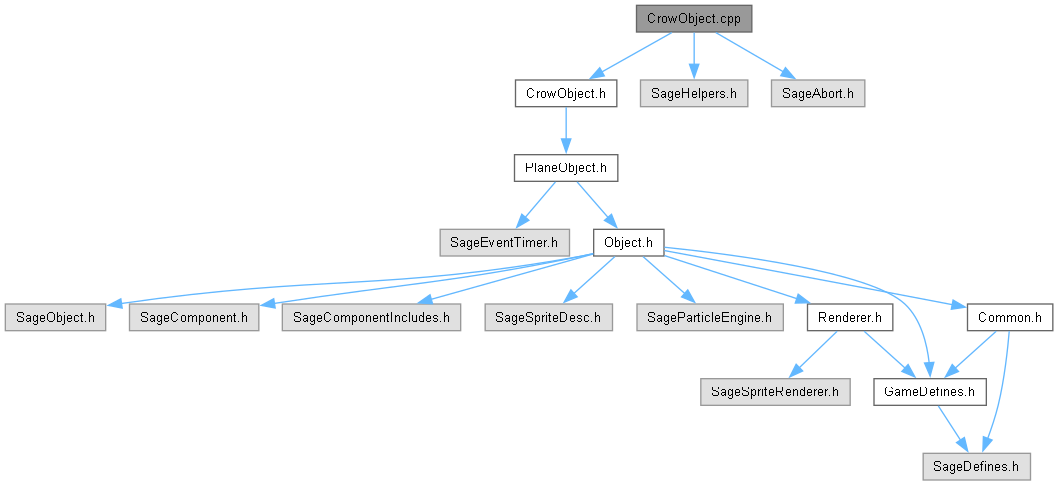 CrowObject.cpp
CrowObject.h
SageHelpers.h
SageAbort.h
PlaneObject.h
SageEventTimer.h
Object.h
SageObject.h
SageComponent.h
SageComponentIncludes.h
SageSpriteDesc.h
SageParticleEngine.h
Renderer.h
Common.h
SageSpriteRenderer.h
GameDefines.h
SageDefines.h